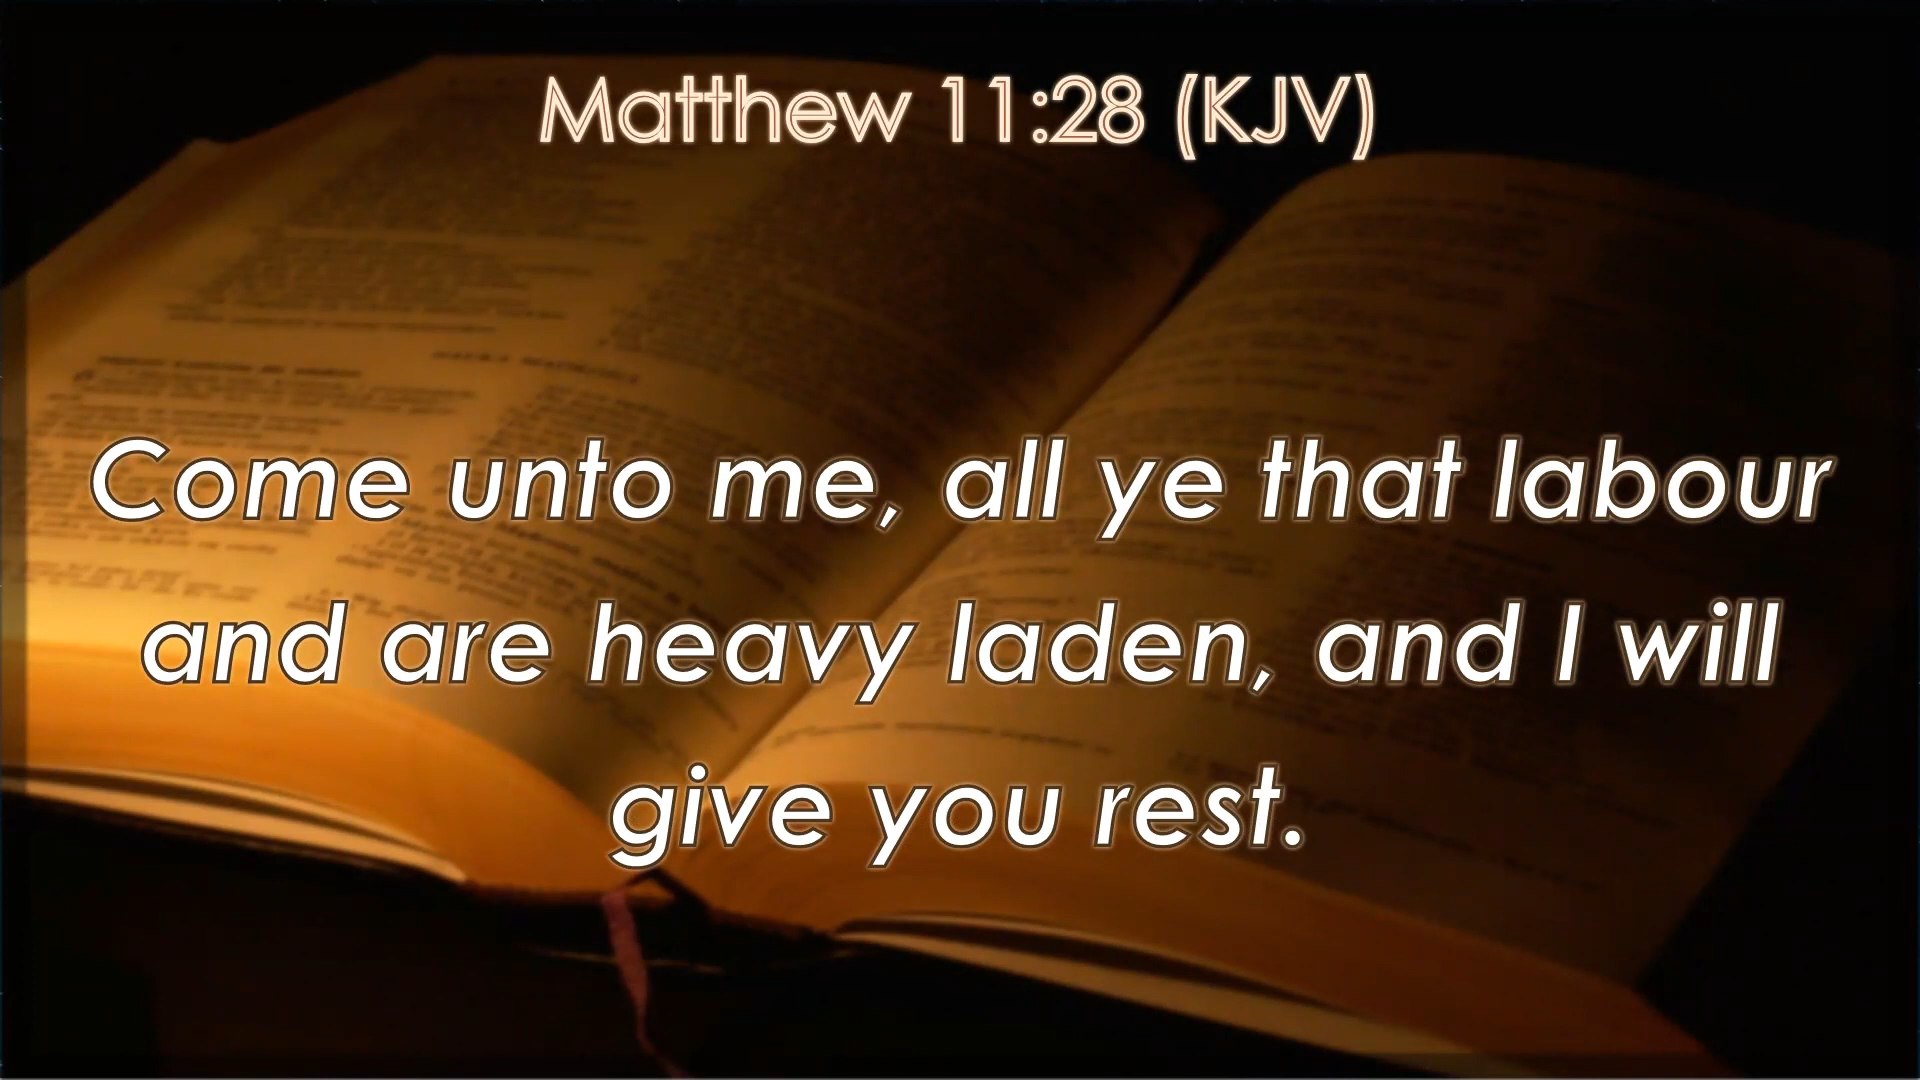 Matthew 11:28 (KJV)
Come unto me, all ye that labour
and are heavy laden, and I will
give you rest.